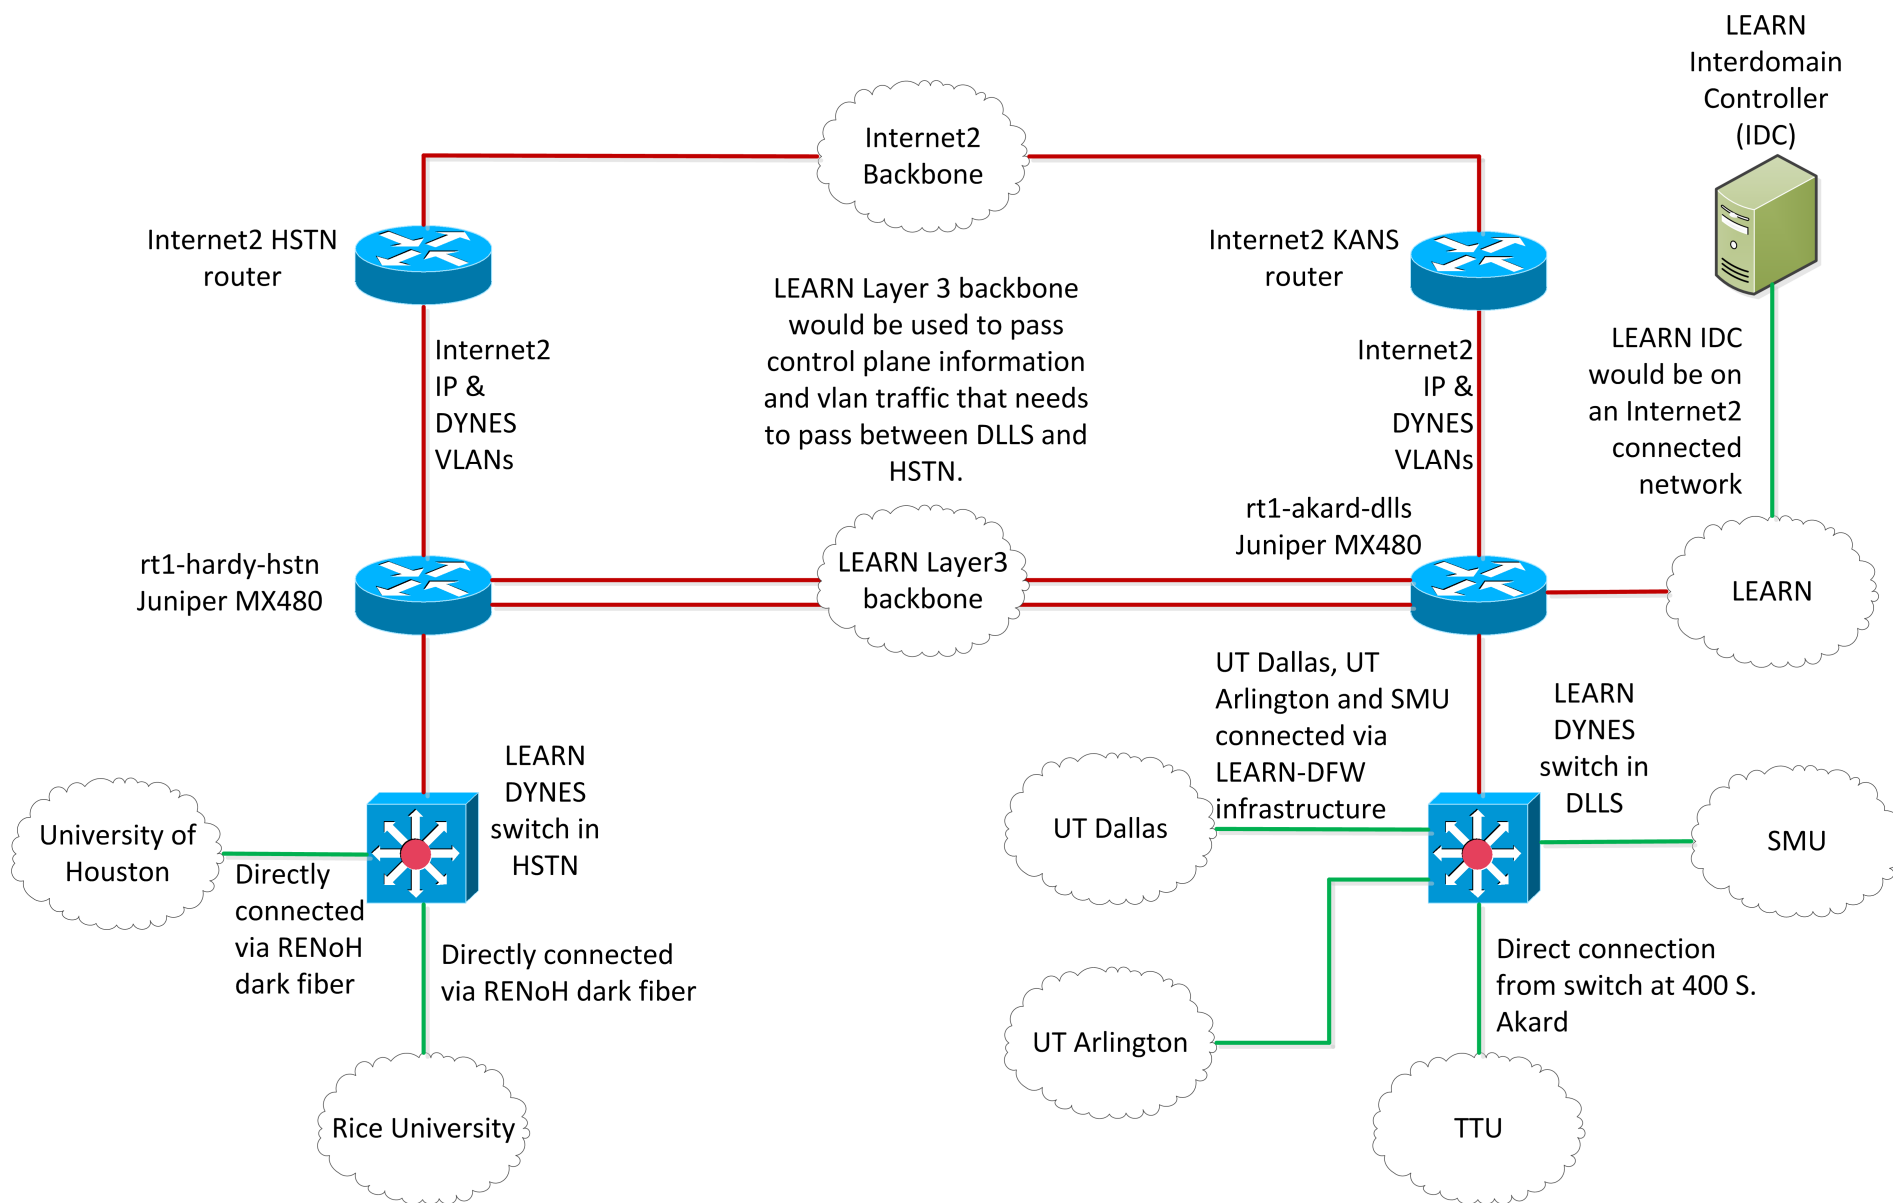 LEARN
Interdomain
Controller
(IDC)
Internet2
Backbone
Internet2 HSTN
router
Internet2 KANS
router
LEARN Layer 3 backbone
would be used to pass
control plane information
and vlan traffic that needs
to pass between DLLS and
HSTN.
Internet2
IP &
DYNES
VLANs
Internet2
IP &
DYNES
VLANs
LEARN IDC
would be on
an Internet2
connected
network
rt1-hardy-hstn
Juniper MX480
LEARN Layer3
backbone
rt1-akard-dlls
Juniper MX480
LEARN
UT Dallas, UT
Arlington and SMU
connected via
LEARN-DFW
infrastructure
LEARN
DYNES
switch in
DLLS
LEARN
DYNES
switch in
HSTN
University of
Houston
Directly
connected
via RENoH
dark fiber
Directly connected
via RENoH dark fiber
UT Dallas
SMU
UT Arlington
Direct connection
from switch at 400 S.
Akard
Rice University
TTU